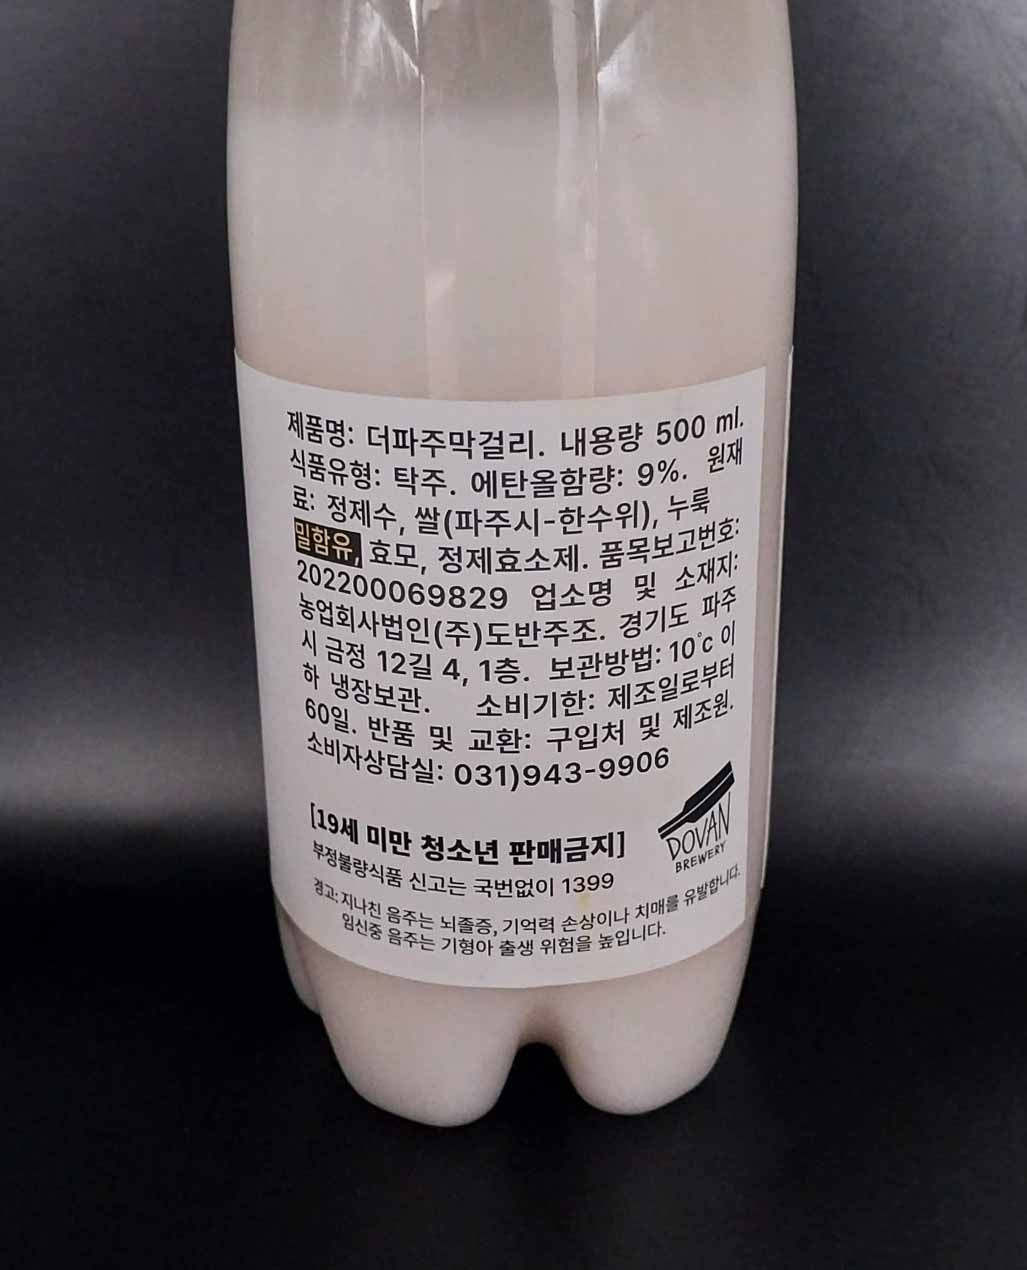 제품명: 더파주막걸리. 내용량 500 ml.
식품유형: 탁주. 에탄올함량: 9%. 원재
료: 정제수, 쌀(파주시-한수위), 누룩
밀함유, 효모, 정제효소제. 품목보고번호:
202200069829 업소명 및 소재지:
농업회사법인(주)도반주조. 경기도 파주
시 금정 12길 4, 1층. 보관방법: 10°c 이
하 냉장보관. 소비기한: 제조일로부터
60일. 반품 및 교환: 구입처 및 제조원.
소비자상담실: 031)943-9906
DOVAN
BREWERY
[19세 미만 청소년 판매금지]
부정불량식품 신고는 국번없이 1399
경고: 지나친 음주는 뇌졸증, 기억력 손상이나 치매를 유발합니다.
임신중 음주는 기형아 출생 위험을 높입니다.